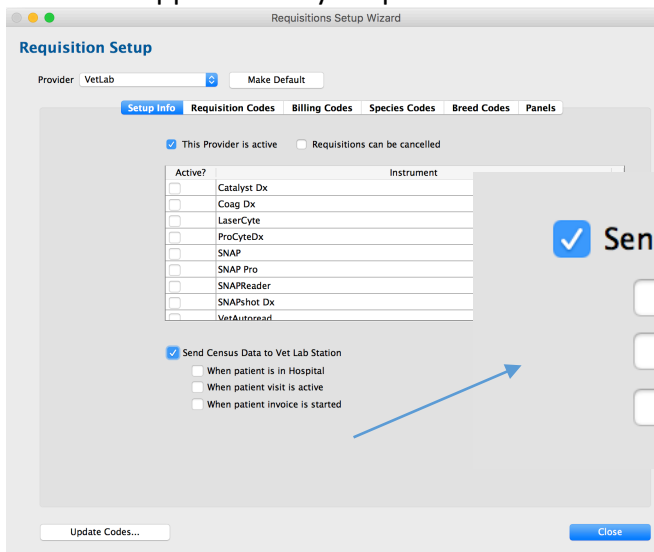 Requisitions Setup Wizard
Requisition Setup
Provider VetLab Make Default
Setup Info Requisition Codes Billing Codes Species Codes Breed Codes Panels
This Provider is active Requisitions can be cancelled
Active? Instrument
Catalyst Dx
Coag Dx
LaserCyte
ProCyteDx
SNAP
SNAP Pro
SNAPReader
SNAPshot Dx
VetAutoread
Sen
Send Census Data to Vet Lab Station
When patient is in Hospital
When patient visit is active
When patient invoice is started
Update Codes... Close